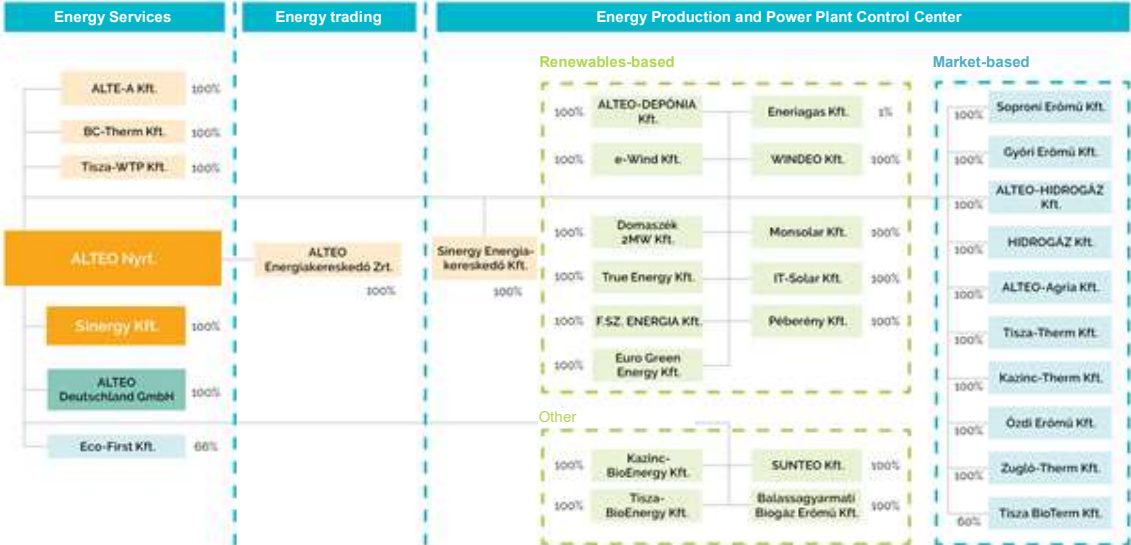 Energy Services
Energy trading
Energy Production and Power Plant Control Center
ALTE-A Kft.
100%
BC-Therm Kft.
100%
Tisza-WTP Kft.
100%
ALTEO Nyrt.
Sinergy Kft.
100%
ALTEO
Deutschland GmbH
100%
Eco-First Kft.
66%
ALTEO
Energiakereskedő Zrt.
100%
Sinergy Energia-
kereskedő Kft.
100%
Renewables-based
100%
ALTEO-DEPÓNIA
Kft.
Eneriagas Kft.
1%
100%
e-Wind Kft.
WINDEO Kft.
100%
100%
Domaszék
2MW Kft.
Monsolar Kft.
100%
100%
True Energy Kft.
IT-Solar Kft.
100%
100%
F.SZ. ENERGIA Kft.
Péberény Kft.
100%
100%
Euro Green
Energy Kft.
Other
100%
Kazinc-
BioEnergy Kft.
SUNTEO Kft.
100%
100%
Tisza-
BioEnergy Kft.
Balassagyarmati
Biogáz Erőmű Kft.
100%
Market-based
100%
Soproni Erőmű Kft.
100%
Győri Erőmű Kft.
100%
ALTEO-HIDROGÁZ
Kft.
100%
HIDROGÁZ Kft.
100%
ALTEO-Agria Kft.
100%
Tisza-Therm Kft.
100%
Kazinc-Therm Kft.
100%
Ózdi Erőmű Kft.
100%
Zugló-Therm Kft.
60%
Tisza BioTerm Kft.